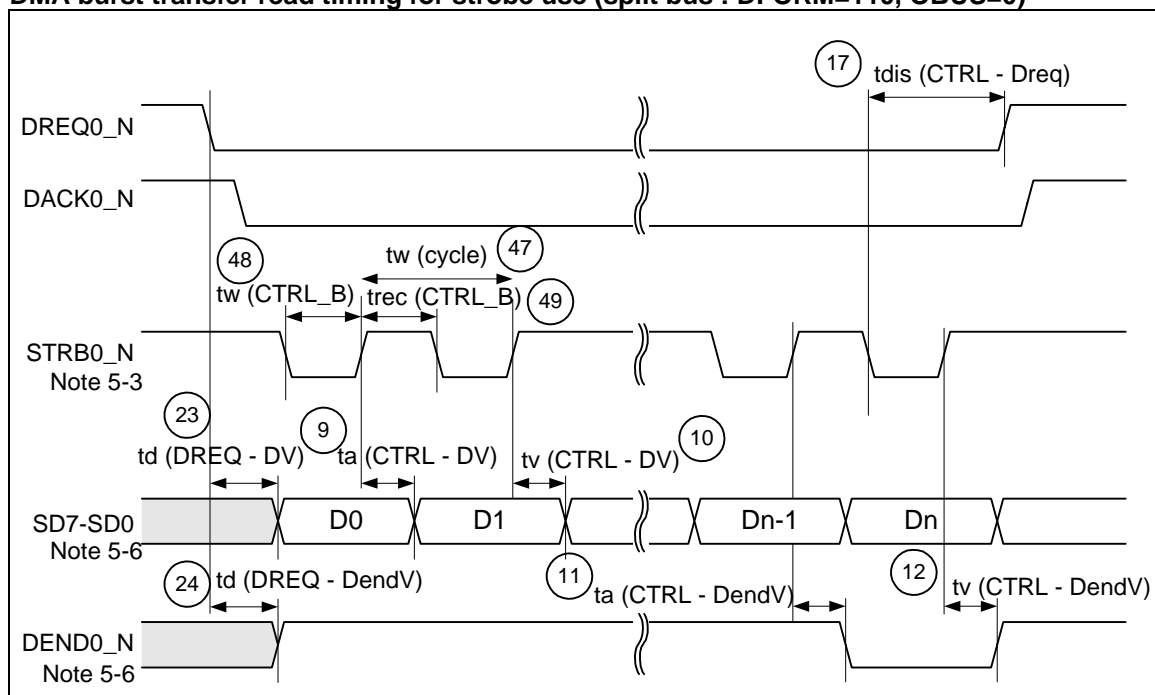 DMA burst transfer read timing for strobe use (split bus : DFORM=110, OBUS=0)
17
tdis (CTRL - Dreq)
DREQ0_N
DACK0_N
48
tw (cycle)
47
tw (CTRL_B)
trec (CTRL_B)
49
STRB0_N
Note 5-3
23
9
10
td (DREQ - DV)
ta (CTRL - DV)
tv (CTRL - DV)
SD7-SD0
D0
D1
Dn-1
Dn
Note 5-6
24
td (DREQ - DendV)
11
ta (CTRL - DendV)
12
tv (CTRL - DendV)
DEND0_N
Note 5-6